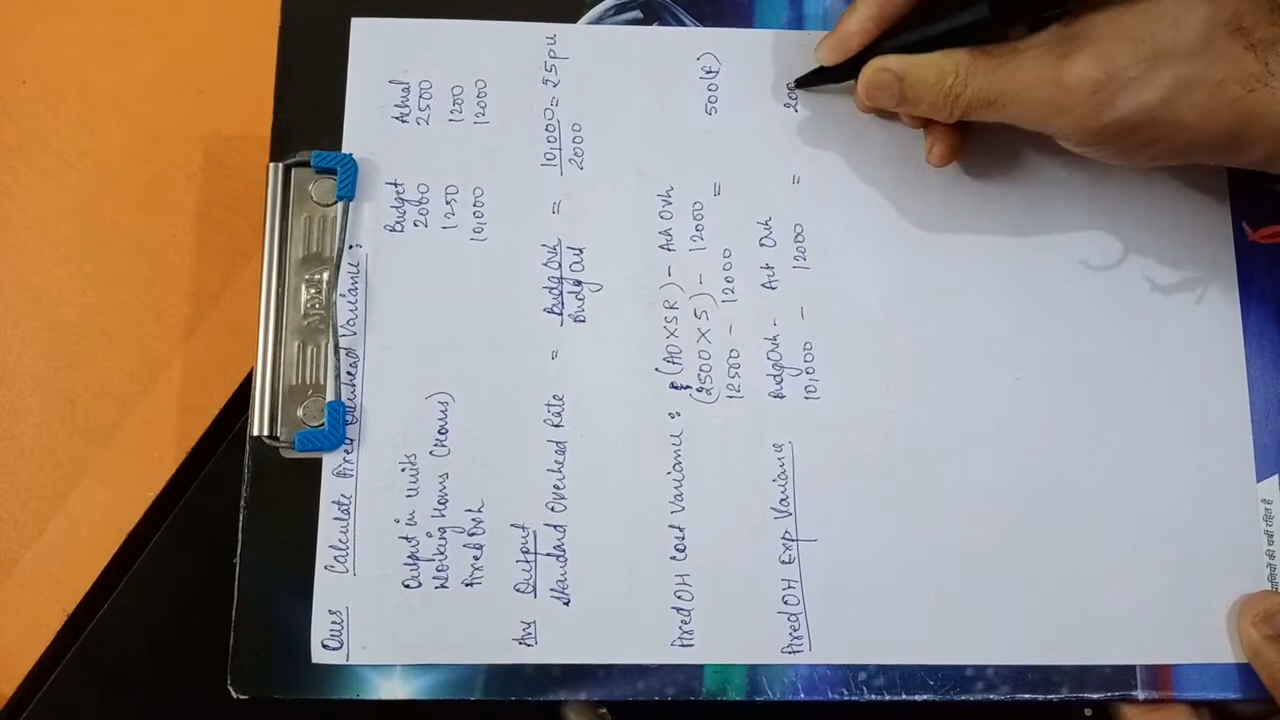 Ques Calculate Fixed Overhead Variance :
Budget Actual
Output in units 2000 2500
Working Hours (Hours) 1250 1200
Fixed Ovh 10,000 12000
Ans Output
Standard Overhead Rate = Budg Ovh / Budg Out = 10,000 / 2000 = 25 pu
Fixed OH Cost Variance : (AO X SR) - Act Ovh
(2500 X 5) - 12000
12500 - 12000 = 500 (F)
Fixed OH Exp Variance Budg Ovh - Act Ovh
10,000 - 12000 = 200